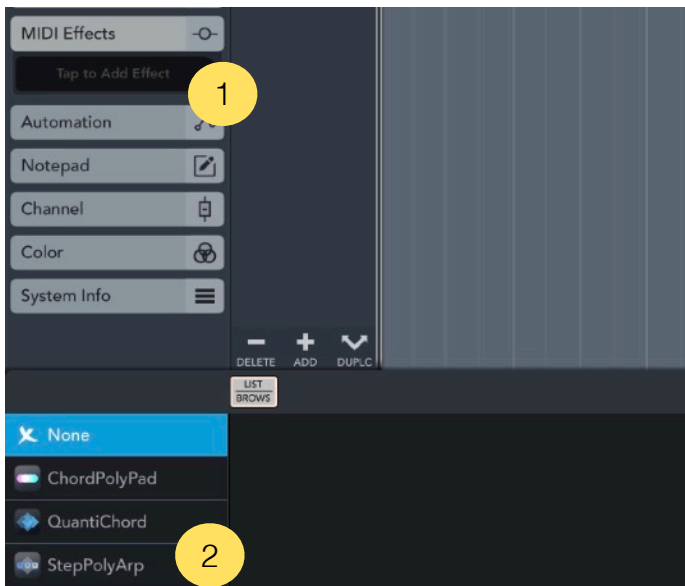 MIDI Effects
Tap to Add Effect
1
Automation
Notepad
Channel
Color
System Info
DELETE ADD DUPLC
LIST
BROWS
None
ChordPolyPad
QuantiChord
StepPolyArp
2